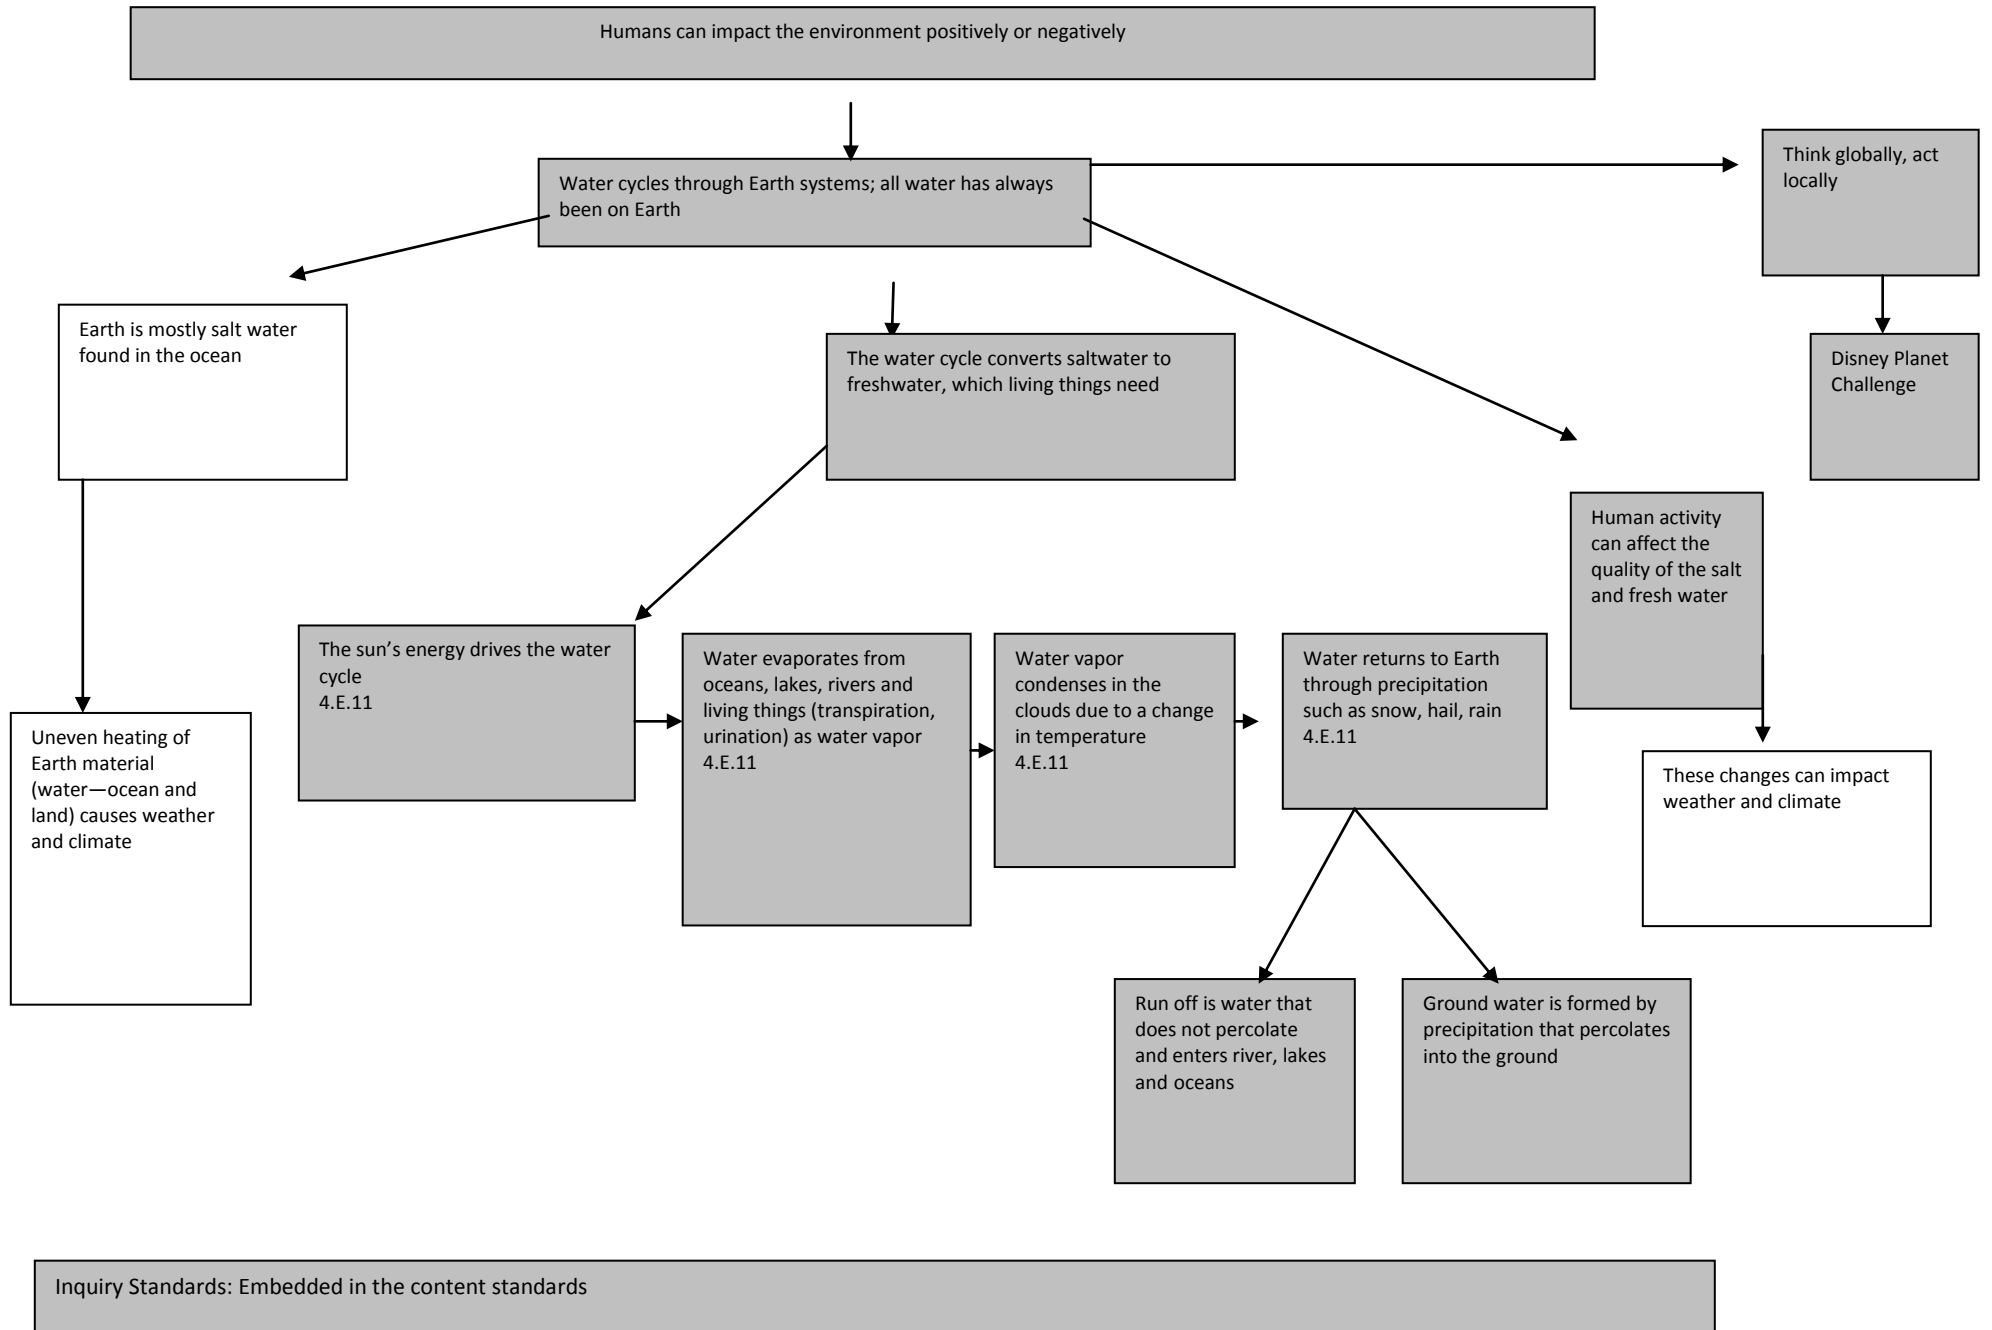 Humans can impact the environment positively or negatively
Water cycles through Earth systems; all water has always
been on Earth
Think globally, act
locally
Earth is mostly salt water
found in the ocean
The water cycle converts saltwater to
freshwater, which living things need
Disney Planet
Challenge
Human activity
can affect the
quality of the salt
and fresh water
The sun’s energy drives the water
cycle
4.E.11
Water evaporates from
oceans, lakes, rivers and
living things (transpiration,
urination) as water vapor
4.E.11
Water vapor
condenses in the
clouds due to a change
in temperature
4.E.11
Water returns to Earth
through precipitation
such as snow, hail, rain
4.E.11
Uneven heating of
Earth material
(water—ocean and
land) causes weather
and climate
These changes can impact
weather and climate
Run off is water that
does not percolate
and enters river, lakes
and oceans
Ground water is formed by
precipitation that percolates
into the ground
Inquiry Standards: Embedded in the content standards